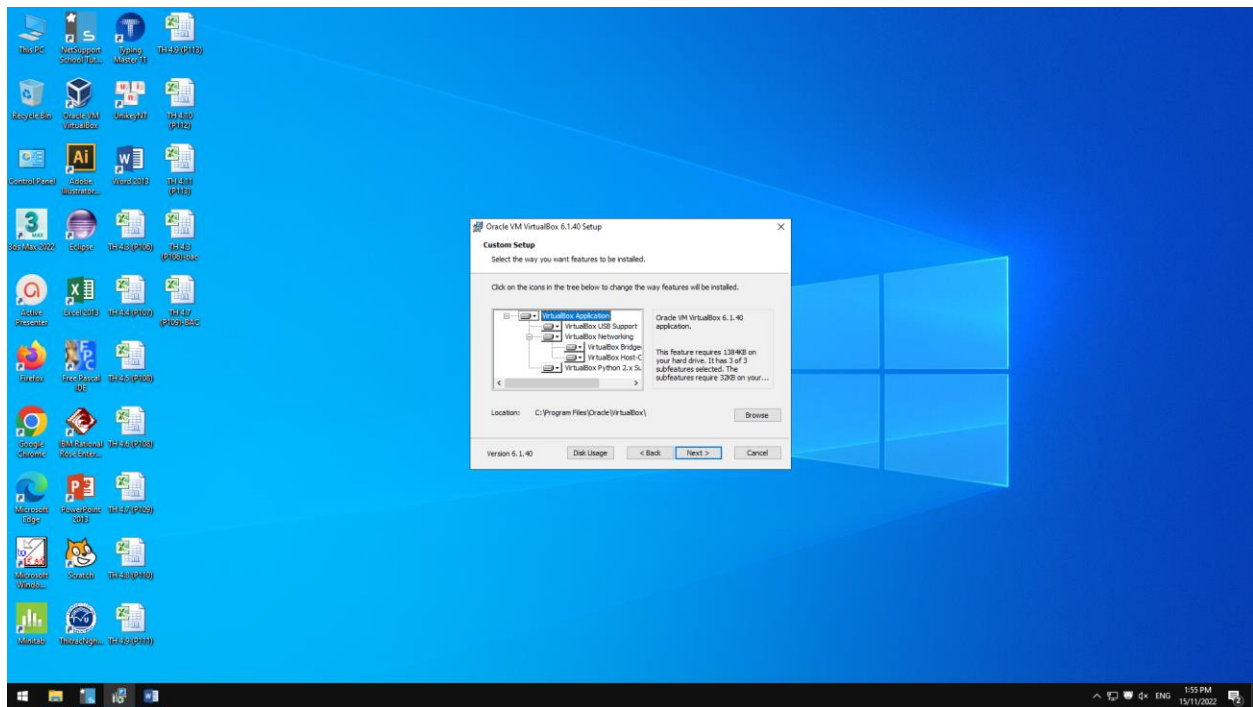 This PC
NetSupport
School Tut...
Typing
Master 11
TH 4.9 (P113)
Recycle Bin
Oracle VM
VirtualBox
UnikeyNT
TH 4.10
(P112)
Control Panel
Adobe
Illustrator...
Word 2013
TH 4.11
(P113)
3ds Max 2022
Eclipse
TH 4.3 (P106)
TH 4.3
(P106)-BAC
Active
Presenter
Excel 2013
TH 4.4 (P107)
TH 4.7
(P109)-BAC
Firefox
Free Pascal
IDE
TH 4.5 (P108)
Google
Chrome
IBM Rational
Rose Enter...
TH 4.6 (P108)
Microsoft
Edge
PowerPoint
2013
TH 4.7 (P109)
Microsoft
Windo...
Scratch
TH 4.8 (P110)
Minitab
TH 4.9 (P111)
Oracle VM VirtualBox 6.1.40 Setup
Custom Setup
Select the way you want features to be installed.
Click on the icons in the tree below to change the way features will be installed.
VirtualBox Application
VirtualBox USB Support
VirtualBox Networking
VirtualBox Bridge
VirtualBox Host-C
VirtualBox Python 2.x Su
Oracle VM VirtualBox 6.1.40
application.
This feature requires 138MB on
your hard drive. It has 3 of 3
subfeatures selected. The
subfeatures require 32KB on your...
Location: C:\Program Files\Oracle\VirtualBox\
Browse
Version 6.1.40
Disk Usage
< Back
Next >
Cancel
ENG
1:55 PM
15/11/2022